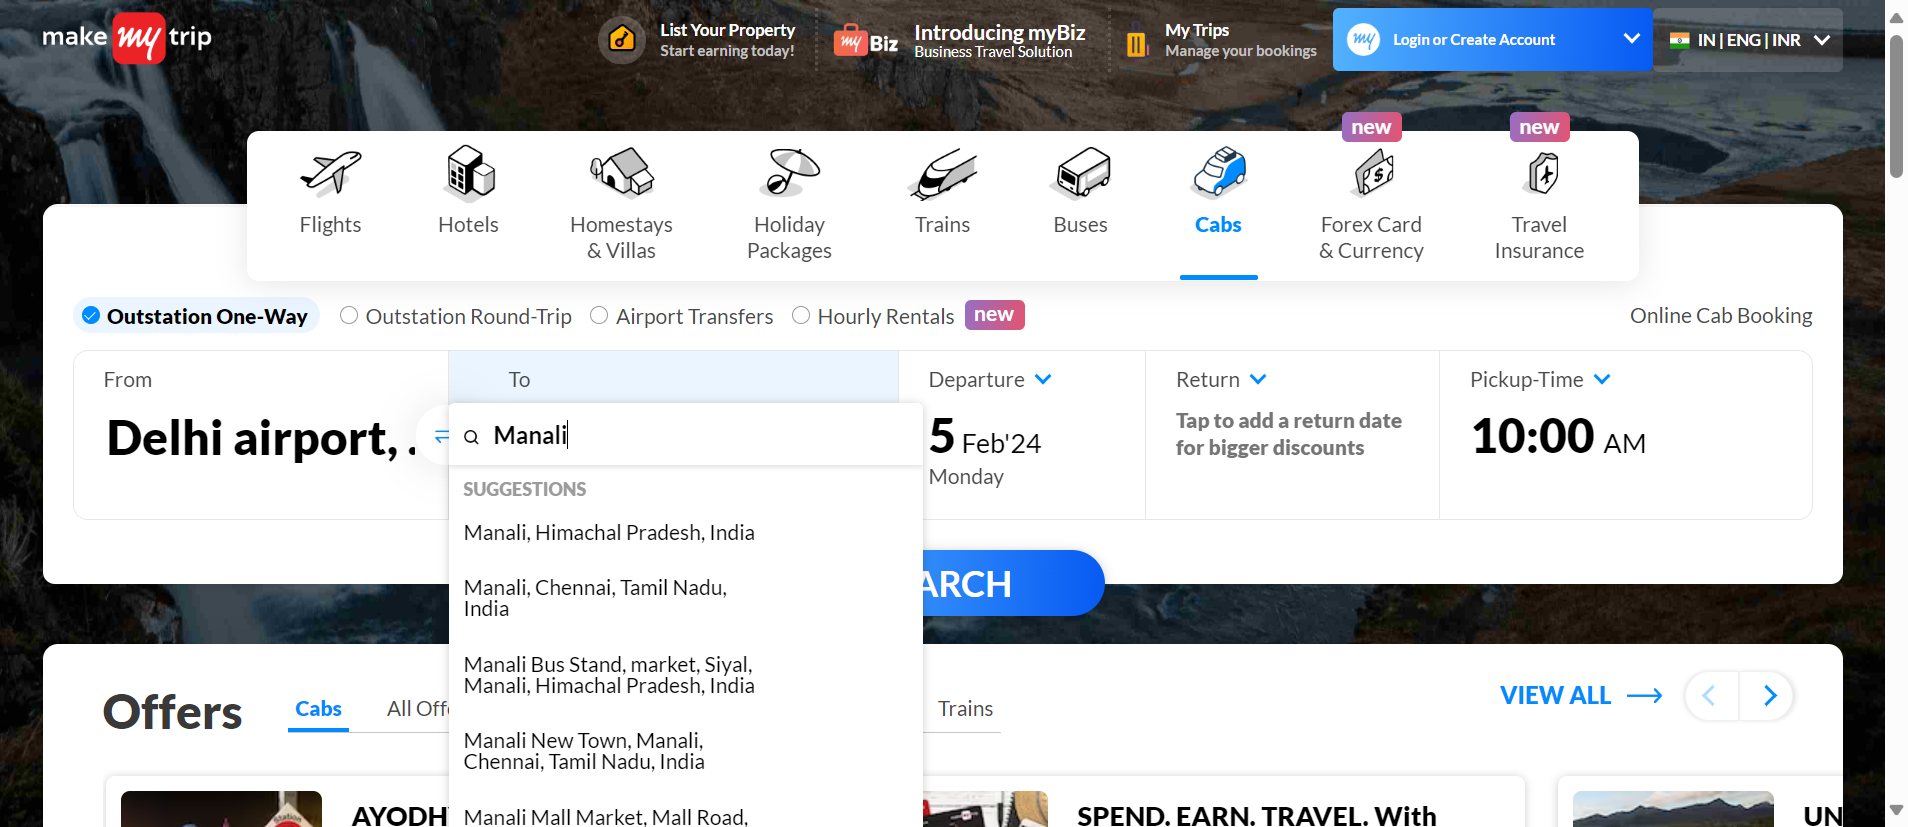 make my trip
List Your Property
Start earning today!
my Biz
Introducing myBiz
Business Travel Solution
My Trips
Manage your bookings
my
Login or Create Account
IN | ENG | INR
new
new
Flights
Hotels
Homestays
& Villas
Holiday
Packages
Trains
Buses
Cabs
Forex Card
& Currency
Travel
Insurance
Outstation One-Way
Outstation Round-Trip
Airport Transfers
Hourly Rentals
new
Online Cab Booking
From
Delhi airport, .
To
Manali
SUGGESTIONS
Manali, Himachal Pradesh, India
Manali, Chennai, Tamil Nadu,
India
Manali Bus Stand, market, Siyal,
Manali, Himachal Pradesh, India
Manali New Town, Manali,
Chennai, Tamil Nadu, India
Manali Mall Market, Mall Road,
Departure
5 Feb'24
Monday
Return
Tap to add a return date
for bigger discounts
Pickup-Time
10:00 AM
ARCH
Offers
Cabs
All Off
Trains
VIEW ALL
AYODH
SPEND. EARN. TRAVEL. With
UN